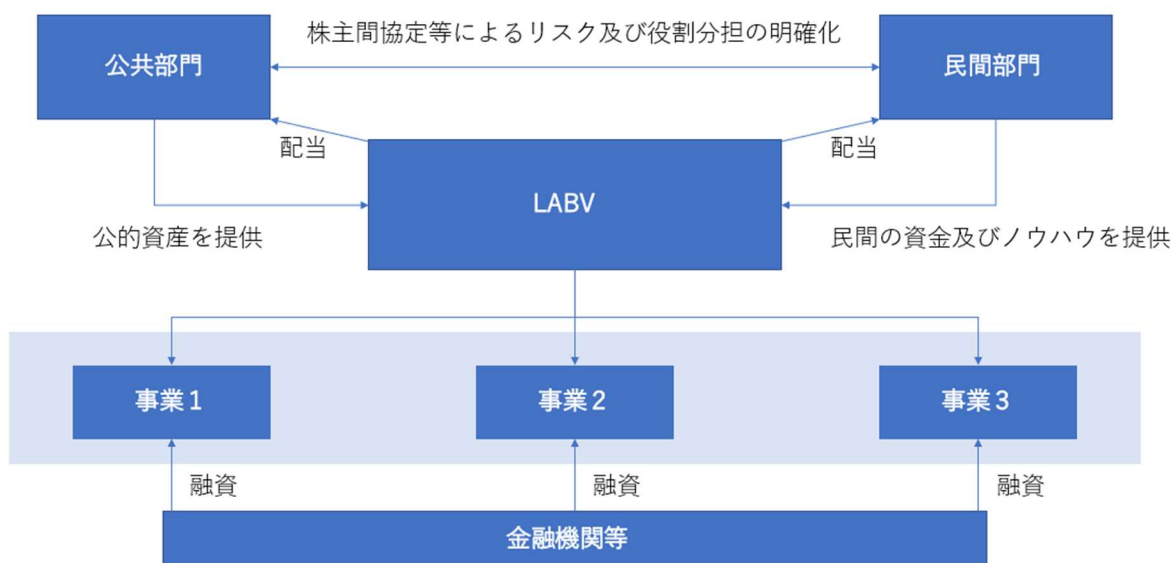 株主間協定等によるリスク及び役割分担の明確化
公共部門
民間部門
配当
配当
LABV
公的資産を提供
民間の資金及びノウハウを提供
事業１
事業２
事業３
融資
融資
融資
金融機関等